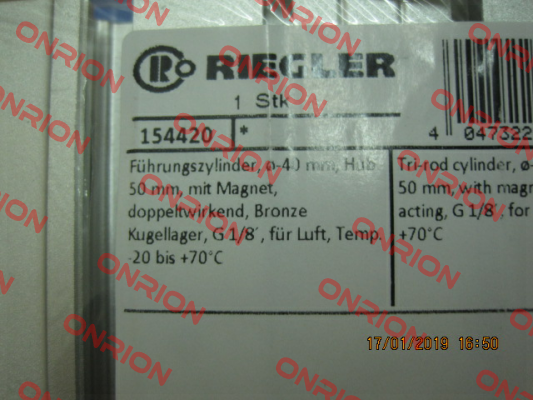 RIEGLER
1 Stk
154420 *
4 047322
Führungszylinder, ø-40 mm, Hub
50 mm, mit Magnet,
doppeltwirkend, Bronze
Kugellager, G 1/8", für Luft, Temp.
-20 bis +70°C
Tri-rod cylinder, ø-
50 mm, with magn
acting, G 1/8", for
+70°C
17/01/2019 16:50
ONRION